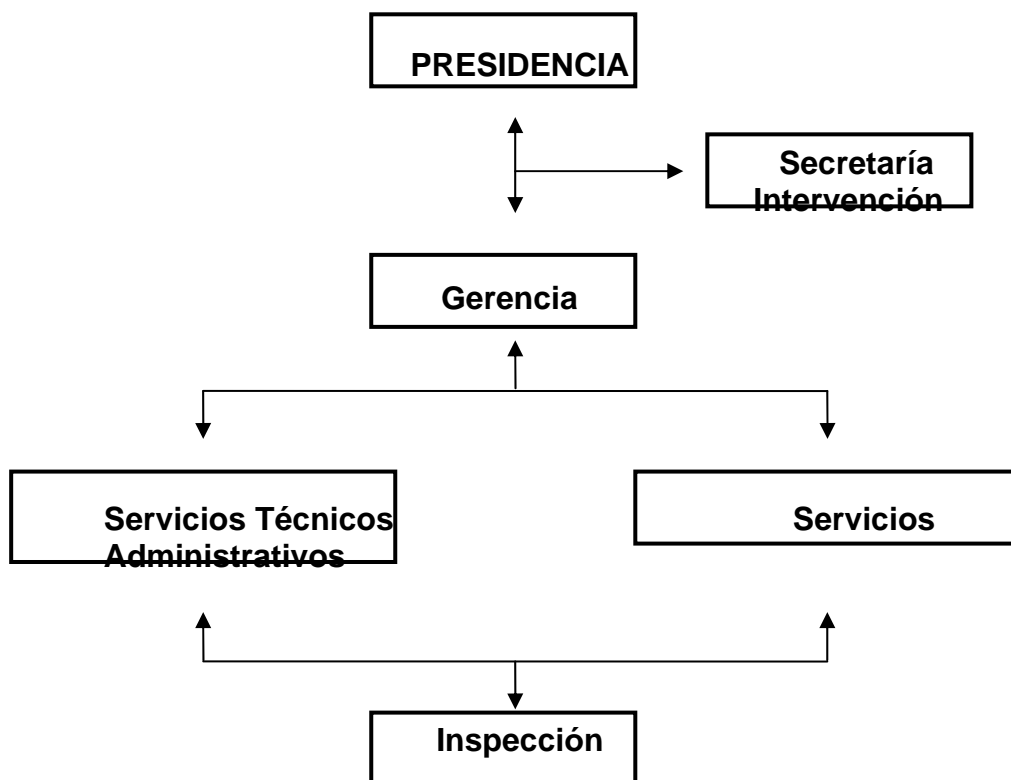 PRESIDENCIA
Secretaría
Intervención
Gerencia
Servicios Técnicos
Administrativos
Servicios
Inspección